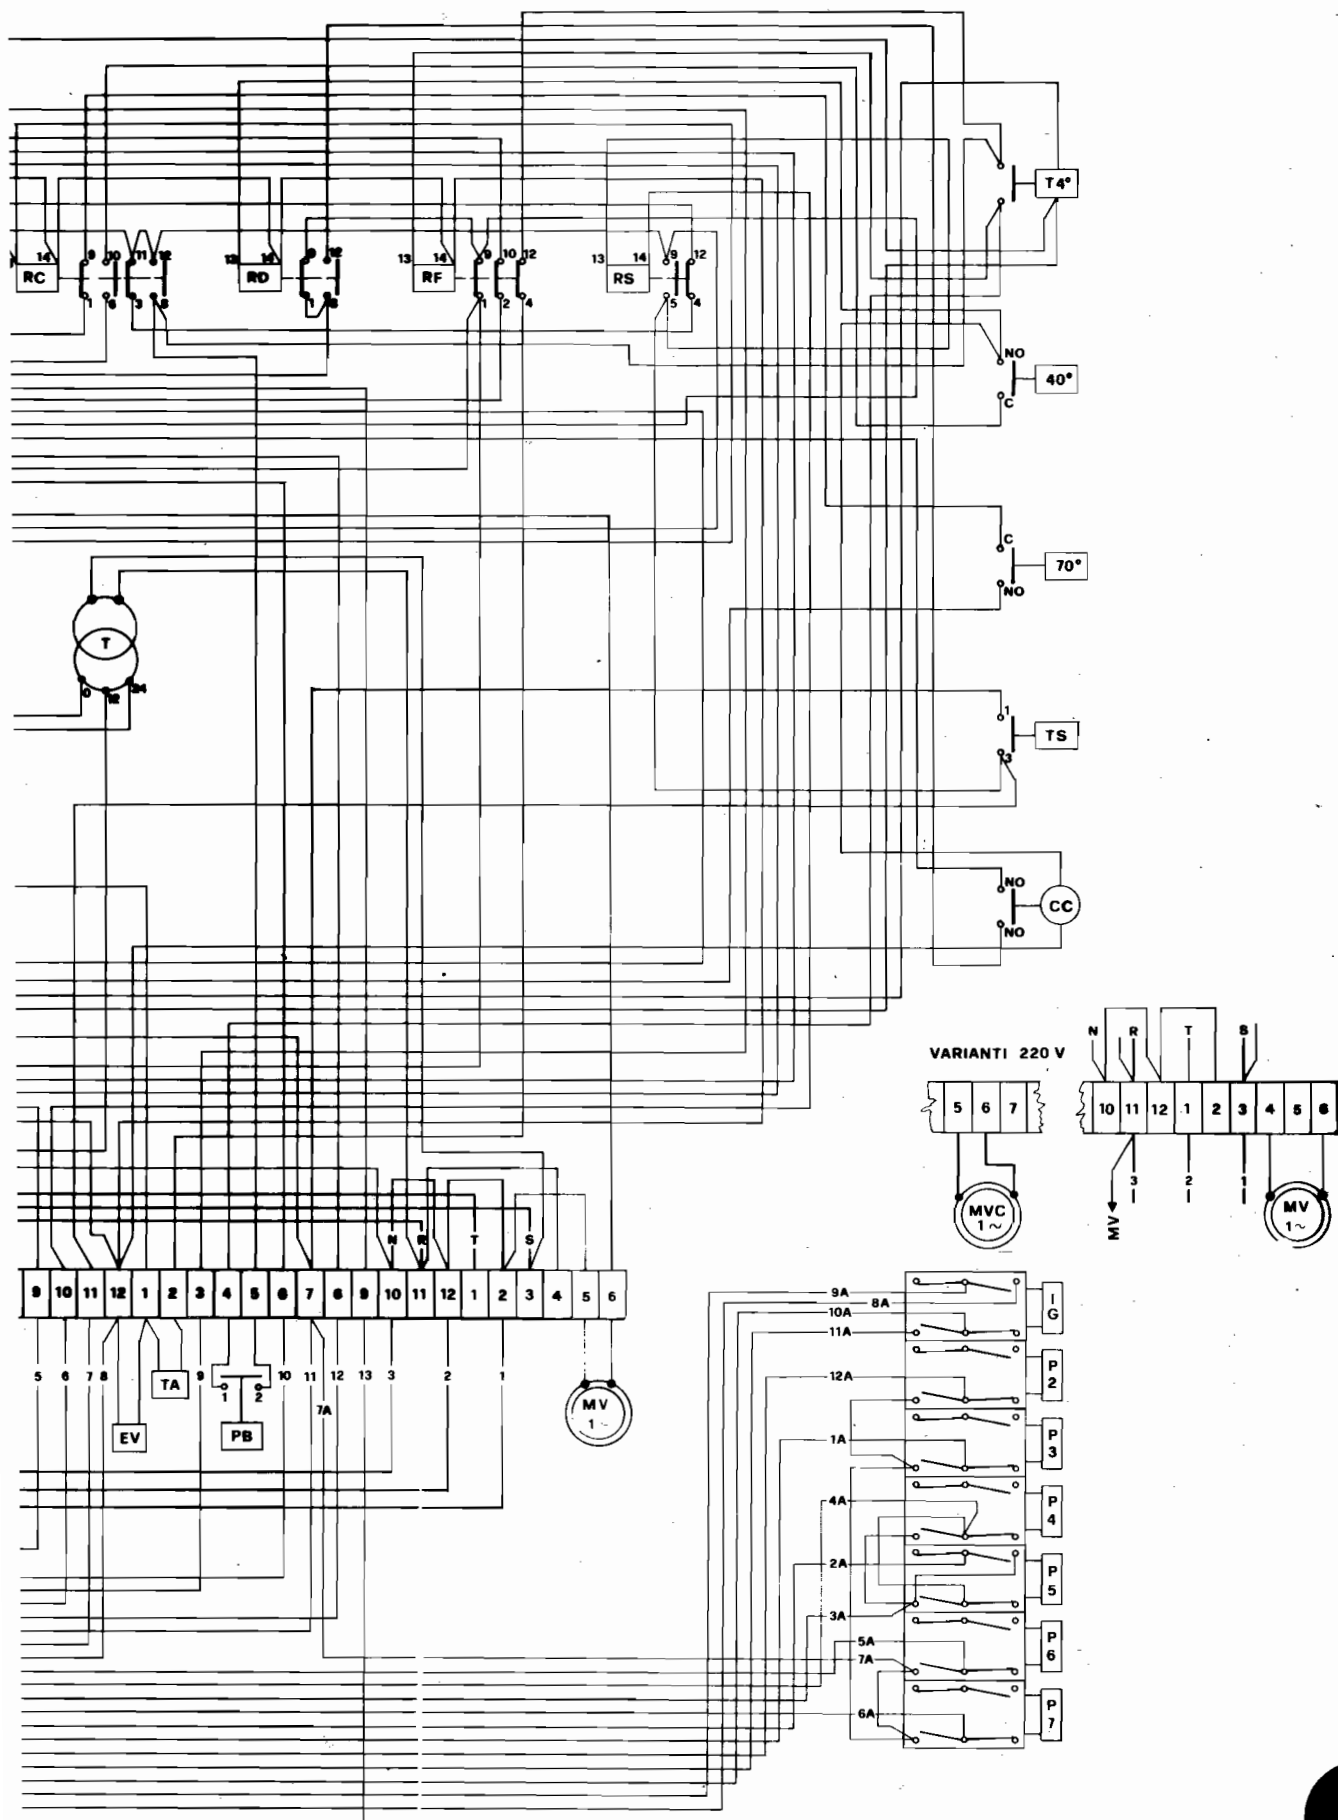 T4°
9 10 11 12
13 14 9 12
13 14 9 10 12
13 14 9 12
14
RC
RD
RF
RS
1 6 3 8
1 8
1 2 4
5 4
NO
40°
C
C
70°
NO
T
0
12
24
1
TS
3
NO
CC
NO
VARIANTI 220 V
N R T S
5 6 7
10 11 12 1 2 3 4 5 6
3 2 1
MVC
1 ~
MV
MV
1 ~
N R T S
9 10 11 12 1 2 3 4 5 6 7 8 9 10 11 12 1 2 3 4 5 6
9A
8A
10A
11A
I
G
5 6 7 8 TA 9 1 2 10 11 12 13 3 2 1
7A
EV
PB
MV
1 ~
12A
P
2
1A
P
3
4A
P
4
2A
P
5
3A
5A
P
6
7A
6A
P
7